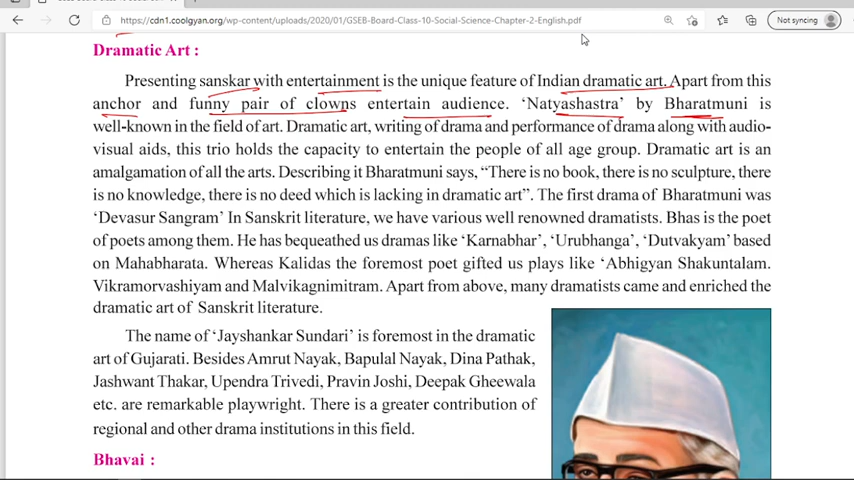 https://cdn1.coolgyan.org/wp-content/uploads/2020/01/GSEB-Board-Class-10-Social-Science-Chapter-2-English.pdf
Not syncing
Dramatic Art :
Presenting sanskar with entertainment is the unique feature of Indian dramatic art. Apart from this
anchor and funny pair of clowns entertain audience. ‘Natyashastra’ by Bharatmuni is
well-known in the field of art. Dramatic art, writing of drama and performance of drama along with audio-
visual aids, this trio holds the capacity to entertain the people of all age group. Dramatic art is an
amalgamation of all the arts. Describing it Bharatmuni says, “There is no book, there is no sculpture, there
is no knowledge, there is no deed which is lacking in dramatic art”. The first drama of Bharatmuni was
‘Devasur Sangram’ In Sanskrit literature, we have various well renowned dramatists. Bhas is the poet
of poets among them. He has bequeathed us dramas like ‘Karnabhar’, ‘Urubhanga’, ‘Dutvakyam’ based
on Mahabharata. Whereas Kalidas the foremost poet gifted us plays like ‘Abhigyan Shakuntalam.
Vikramorvashiyam and Malvikagnimitram. Apart from above, many dramatists came and enriched the
dramatic art of Sanskrit literature.
The name of ‘Jayshankar Sundari’ is foremost in the dramatic
art of Gujarati. Besides Amrut Nayak, Bapulal Nayak, Dina Pathak,
Jashwant Thakar, Upendra Trivedi, Pravin Joshi, Deepak Gheewala
etc. are remarkable playwright. There is a greater contribution of
regional and other drama institutions in this field.
Bhavai :